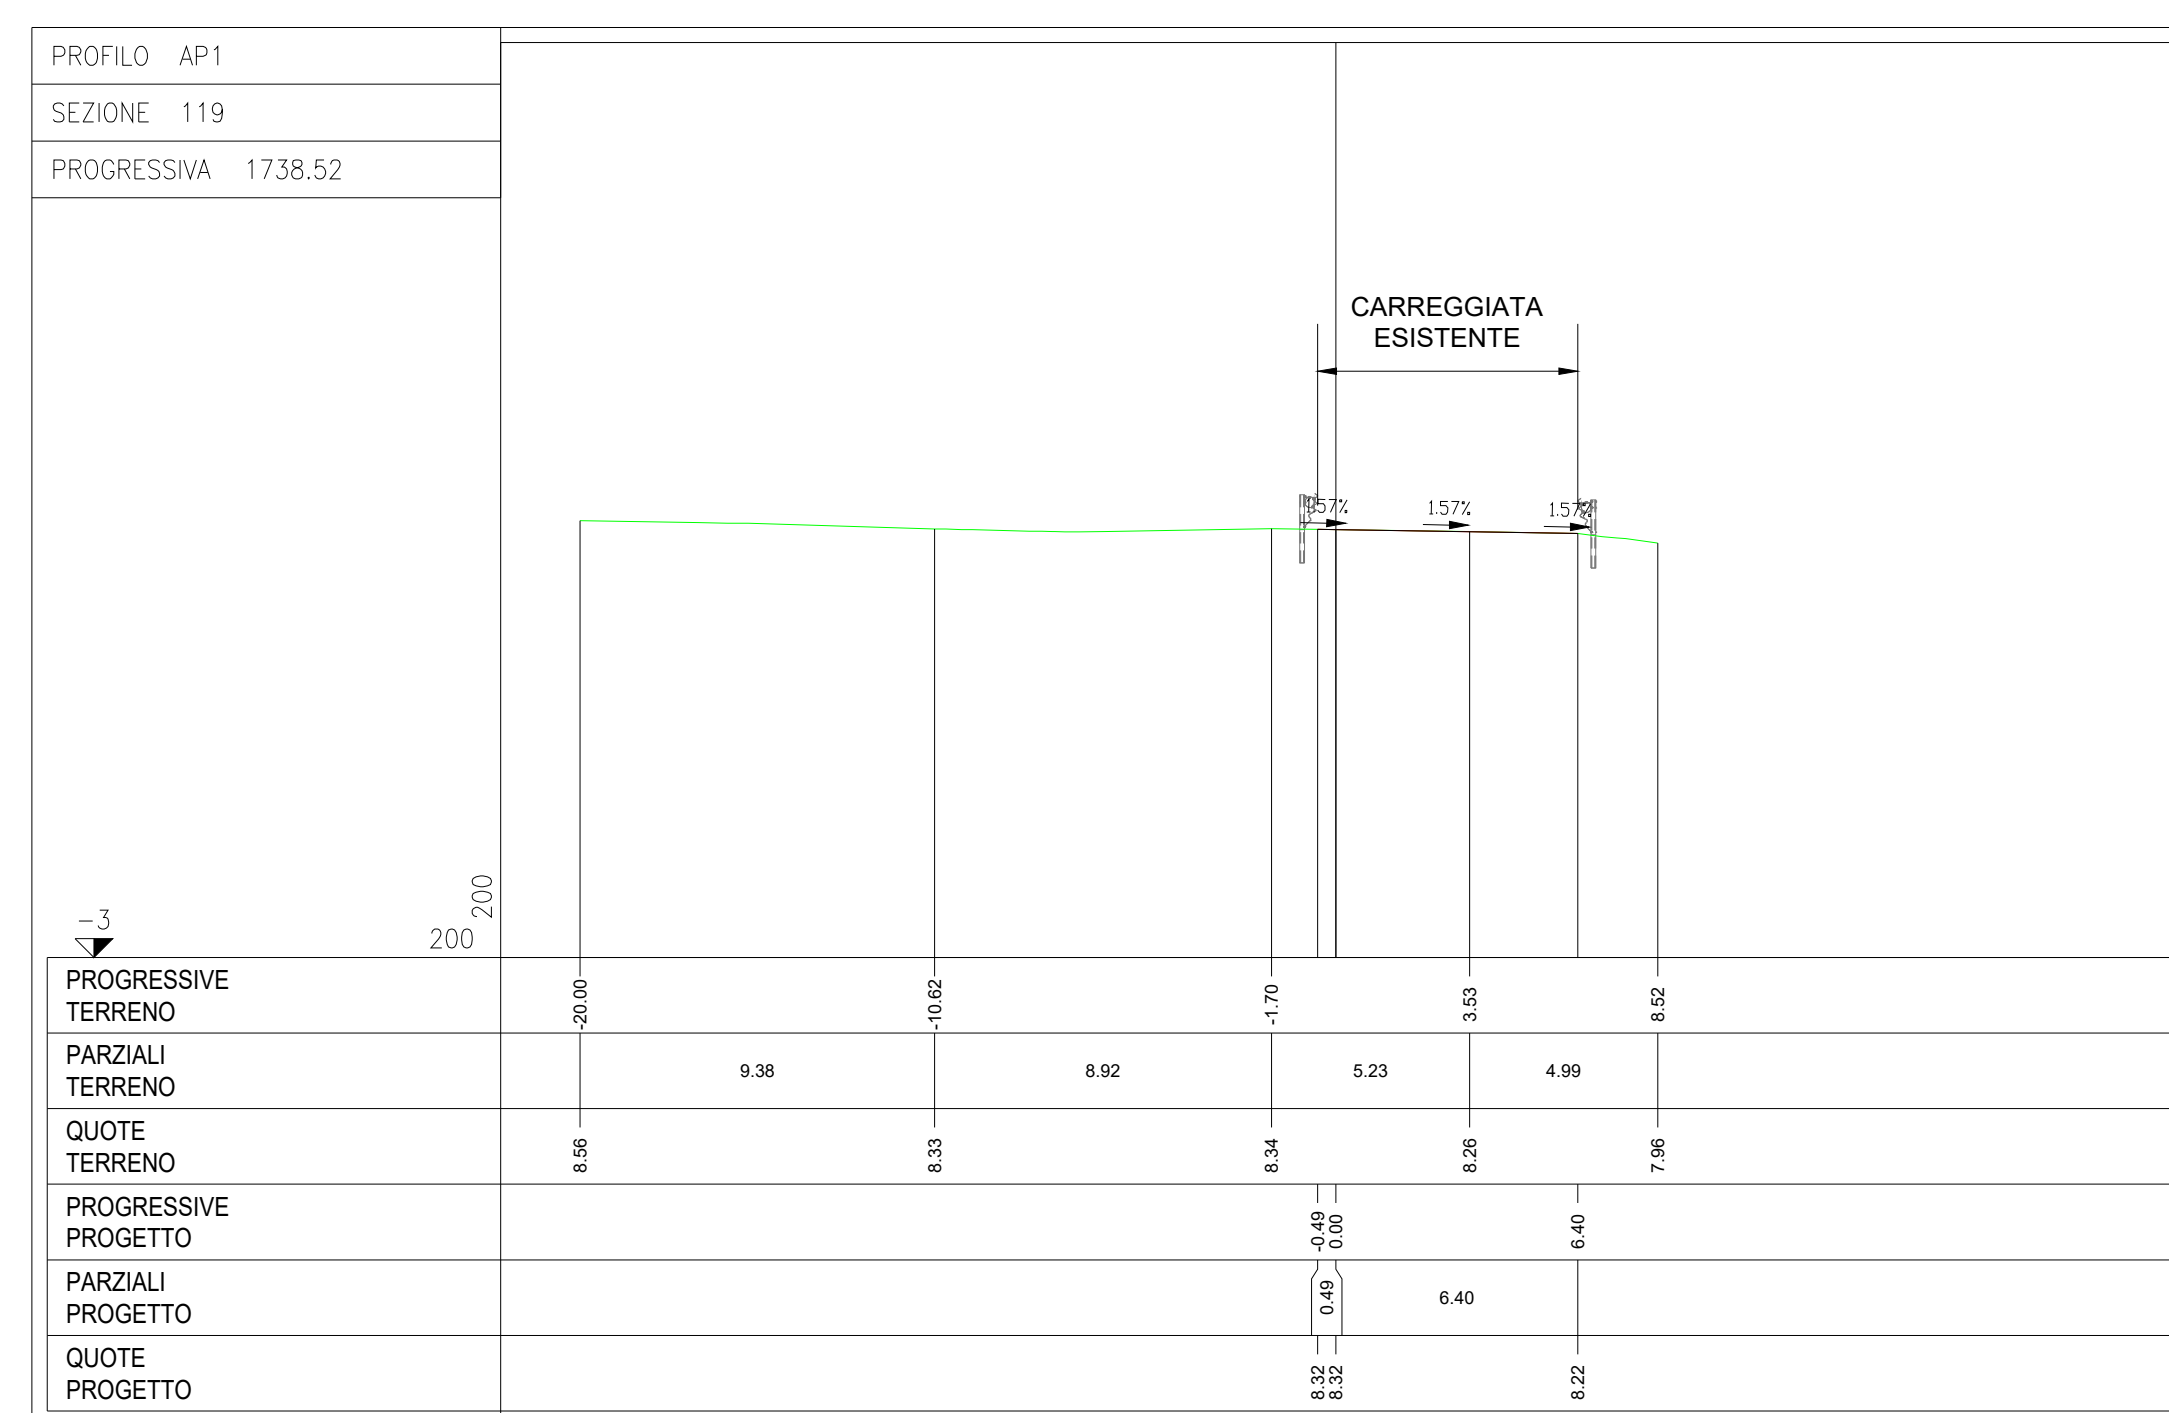 PROFILO AP1
SEZIONE 119
PROGRESSIVA 1738.52
CARREGGIATA
ESISTENTE
1.57% 1.57% 1.57%
-3
200
200
PROGRESSIVE
TERRENO
-20.00 -10.62 -1.70 3.53 8.52
PARZIALI
TERRENO
9.38 8.92 5.23 4.99
QUOTE
TERRENO
8.56 8.33 8.34 8.26 7.96
PROGRESSIVE
PROGETTO
-0.49 0.00 6.40
PARZIALI
PROGETTO
0.49 6.40
QUOTE
PROGETTO
8.32 8.32 8.22